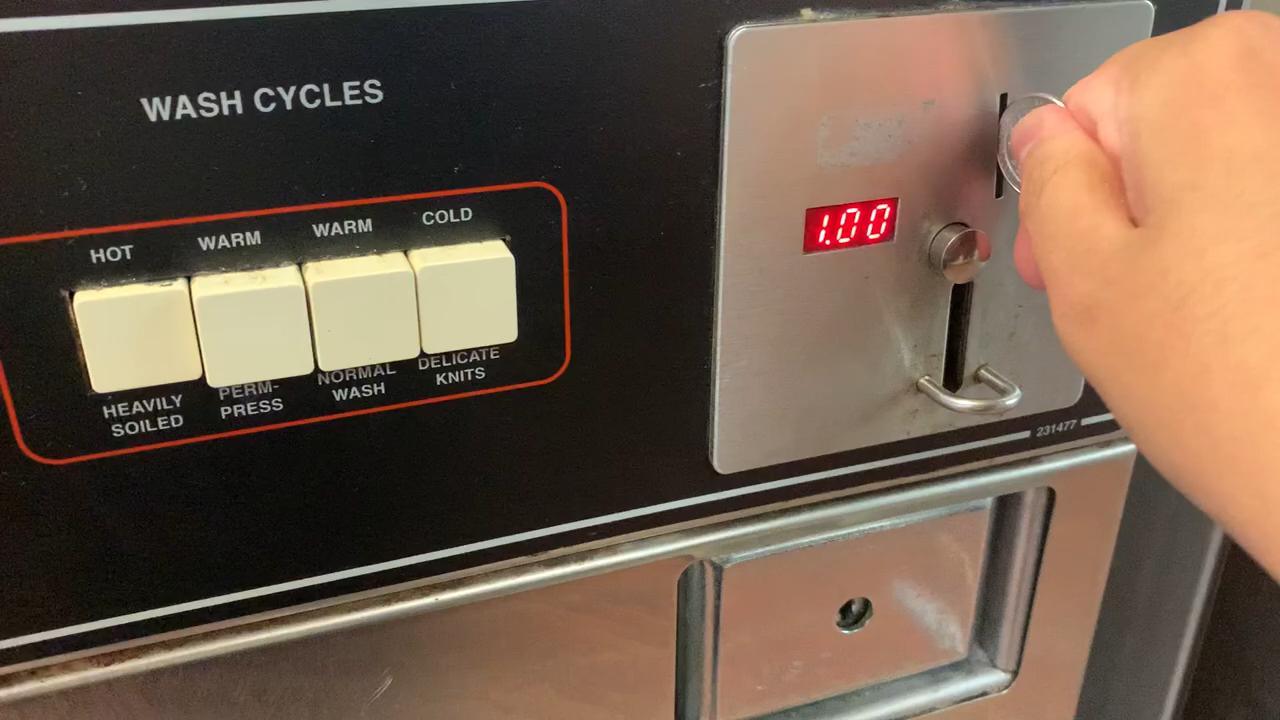 WASH CYCLES
HOT
WARM
WARM
COLD
HEAVILY
SOILED
PERM-
PRESS
NORMAL
WASH
DELICATE
KNITS
1.00
231477